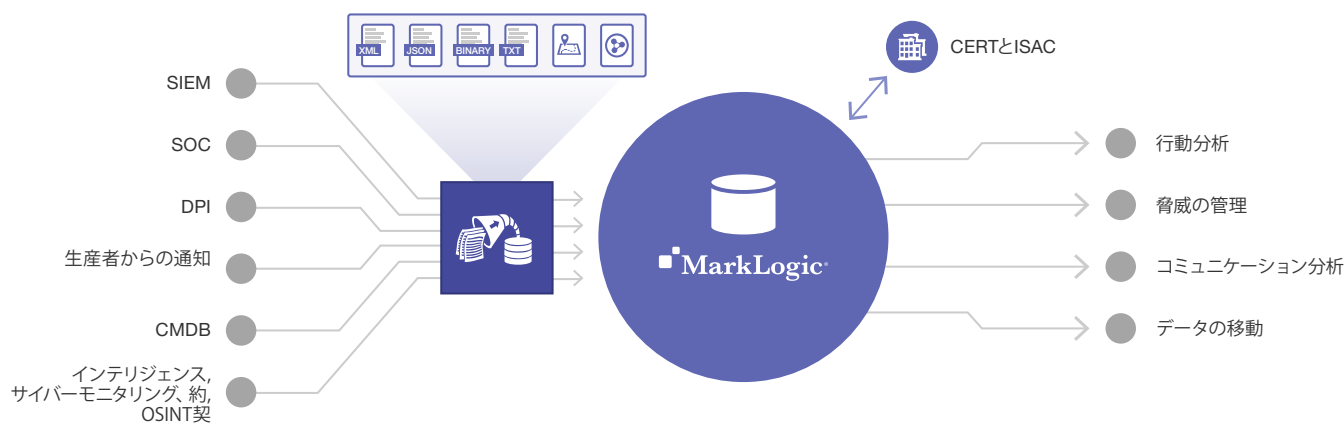 XML
JSON
BINARY
TXT
CERTとISAC
SIEM
SOC
DPI
生産者からの通知
CMDB
インテリジェンス,
サイバーモニタリング、約,
OSINT契
MarkLogic®
行動分析
脅威の管理
コミュニケーション分析
データの移動